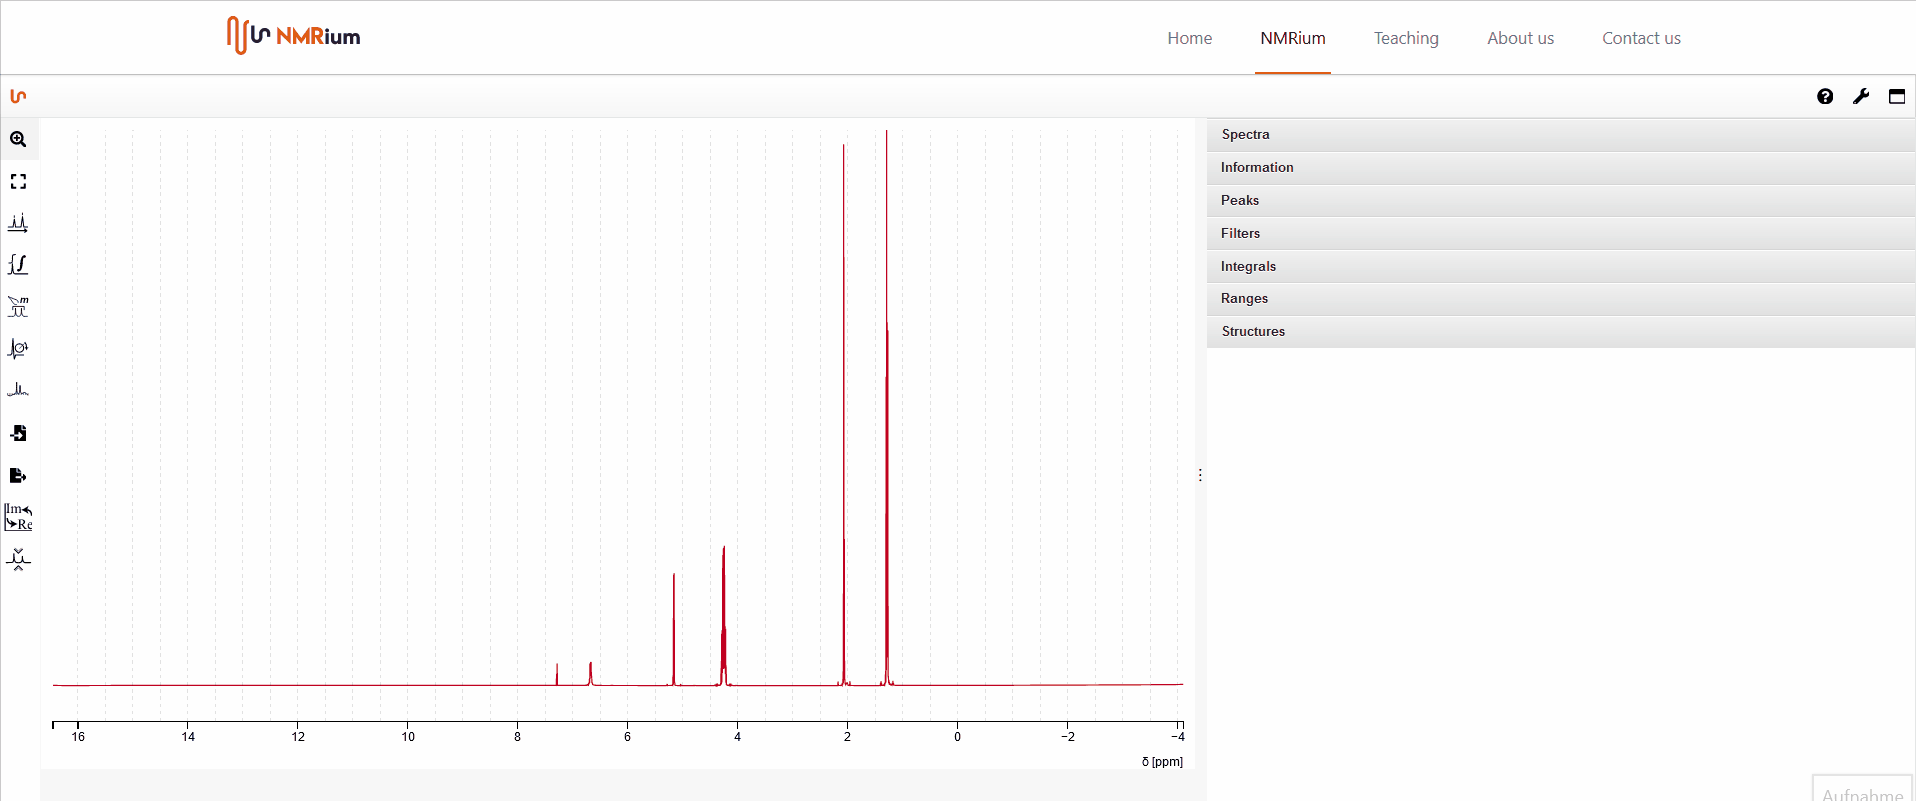 NMRium
Home
NMRium
Teaching
About us
Contact us
Spectra
Information
Peaks
Filters
Integrals
Ranges
Structures
m
Im
Re
16
14
12
10
8
6
4
2
0
−2
−4
δ [ppm]
Aufnahme